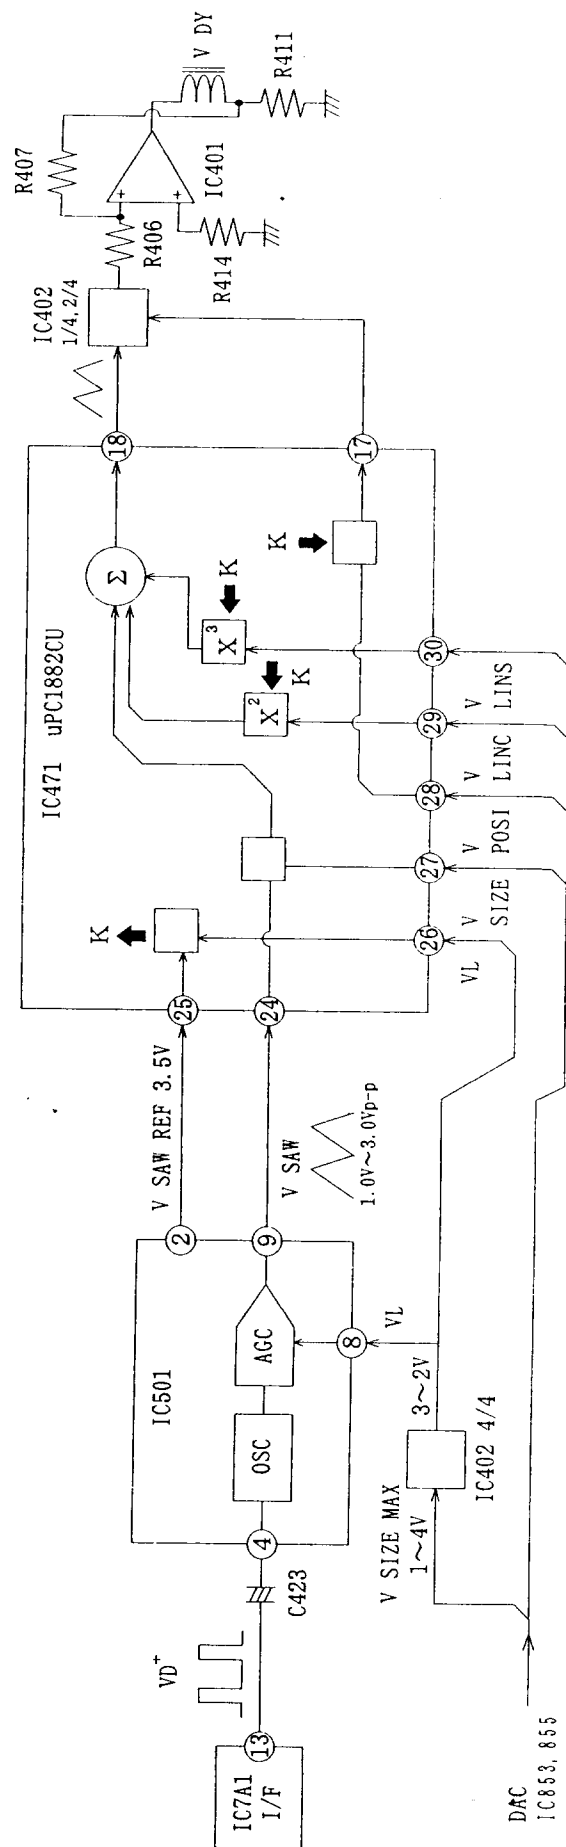 IC7A1
I/F
13
VD+
C423
4
IC501
OSC
AGC
2
9
8
VL
V SAW REF 3.5V
V SAW
1.0V～3.0Vp-p
V SIZE MAX
1～4V
3～2V
IC402 4/4
DAC
IC853, 855
IC471 uPC1882CU
25
24
K
26
VL
27
V
SIZE
28
V
POSI
29
V
LINC
30
V
LINS
X2
K
X3
K
Σ
K
18
17
IC402
1/4, 2/4
R406
R407
+
+
IC401
R414
V DY
R411